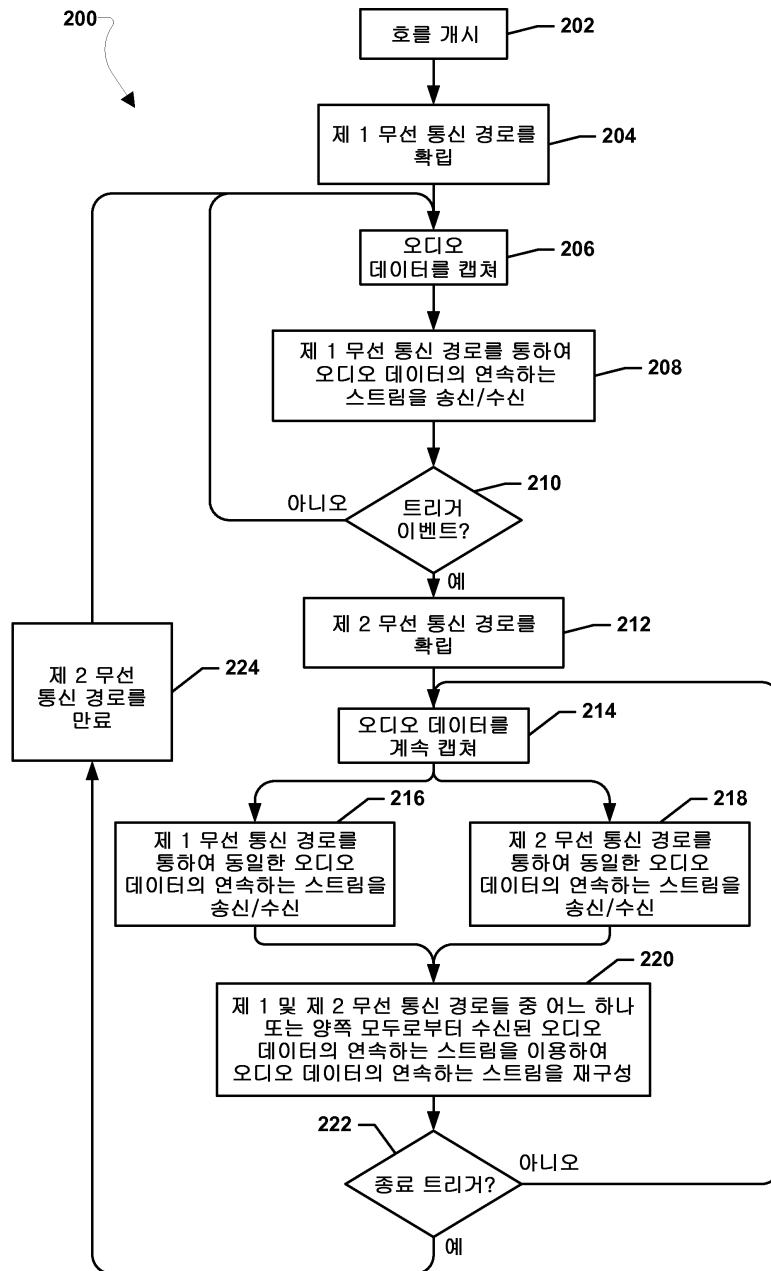 200
호를 개시
202
제 1 무선 통신 경로를
확립
204
오디오
데이터를 캡쳐
206
제 1 무선 통신 경로를 통하여
오디오 데이터의 연속하는
스트림을 송신/수신
208
트리거
이벤트?
210
아니오
예
제 2 무선 통신 경로를
확립
212
제 2 무선
통신 경로를
만료
224
오디오 데이터를
계속 캡쳐
214
제 1 무선 통신 경로를
통하여 동일한 오디오
데이터의 연속하는 스트림을
송신/수신
216
제 2 무선 통신 경로를
통하여 동일한 오디오
데이터의 연속하는 스트림을
송신/수신
218
제 1 및 제 2 무선 통신 경로들 중 어느 하나
또는 양쪽 모두로부터 수신된 오디오
데이터의 연속하는 스트림을 이용하여
오디오 데이터의 연속하는 스트림을 재구성
220
222
종료 트리거?
아니오
예